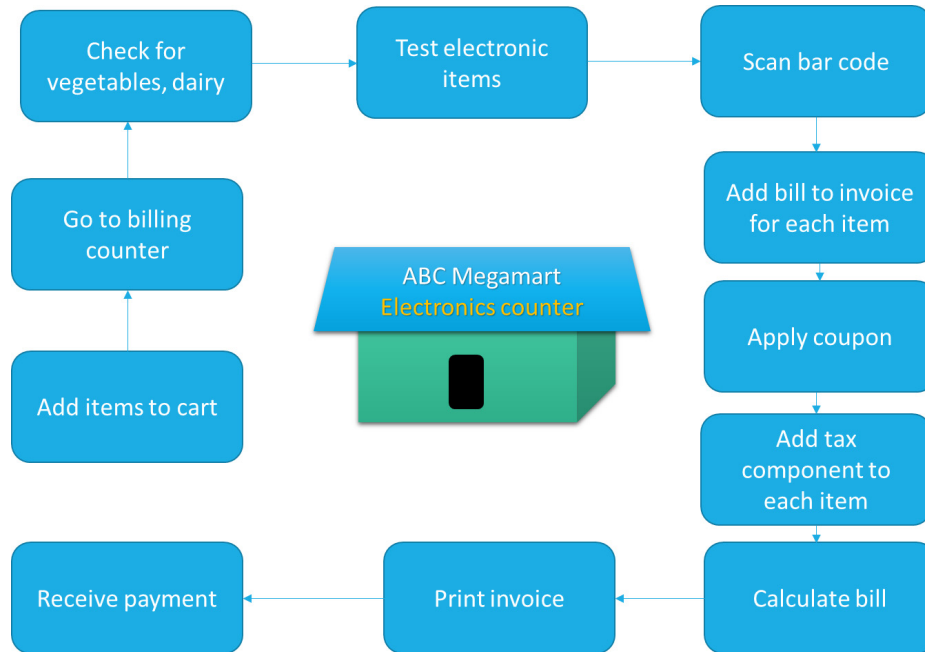 Check for
vegetables, dairy
Test electronic
items
Scan bar code
Go to billing
counter
Add bill to invoice
for each item
ABC Megamart
Electronics counter
Apply coupon
Add items to cart
Add tax
component to
each item
Receive payment
Print invoice
Calculate bill